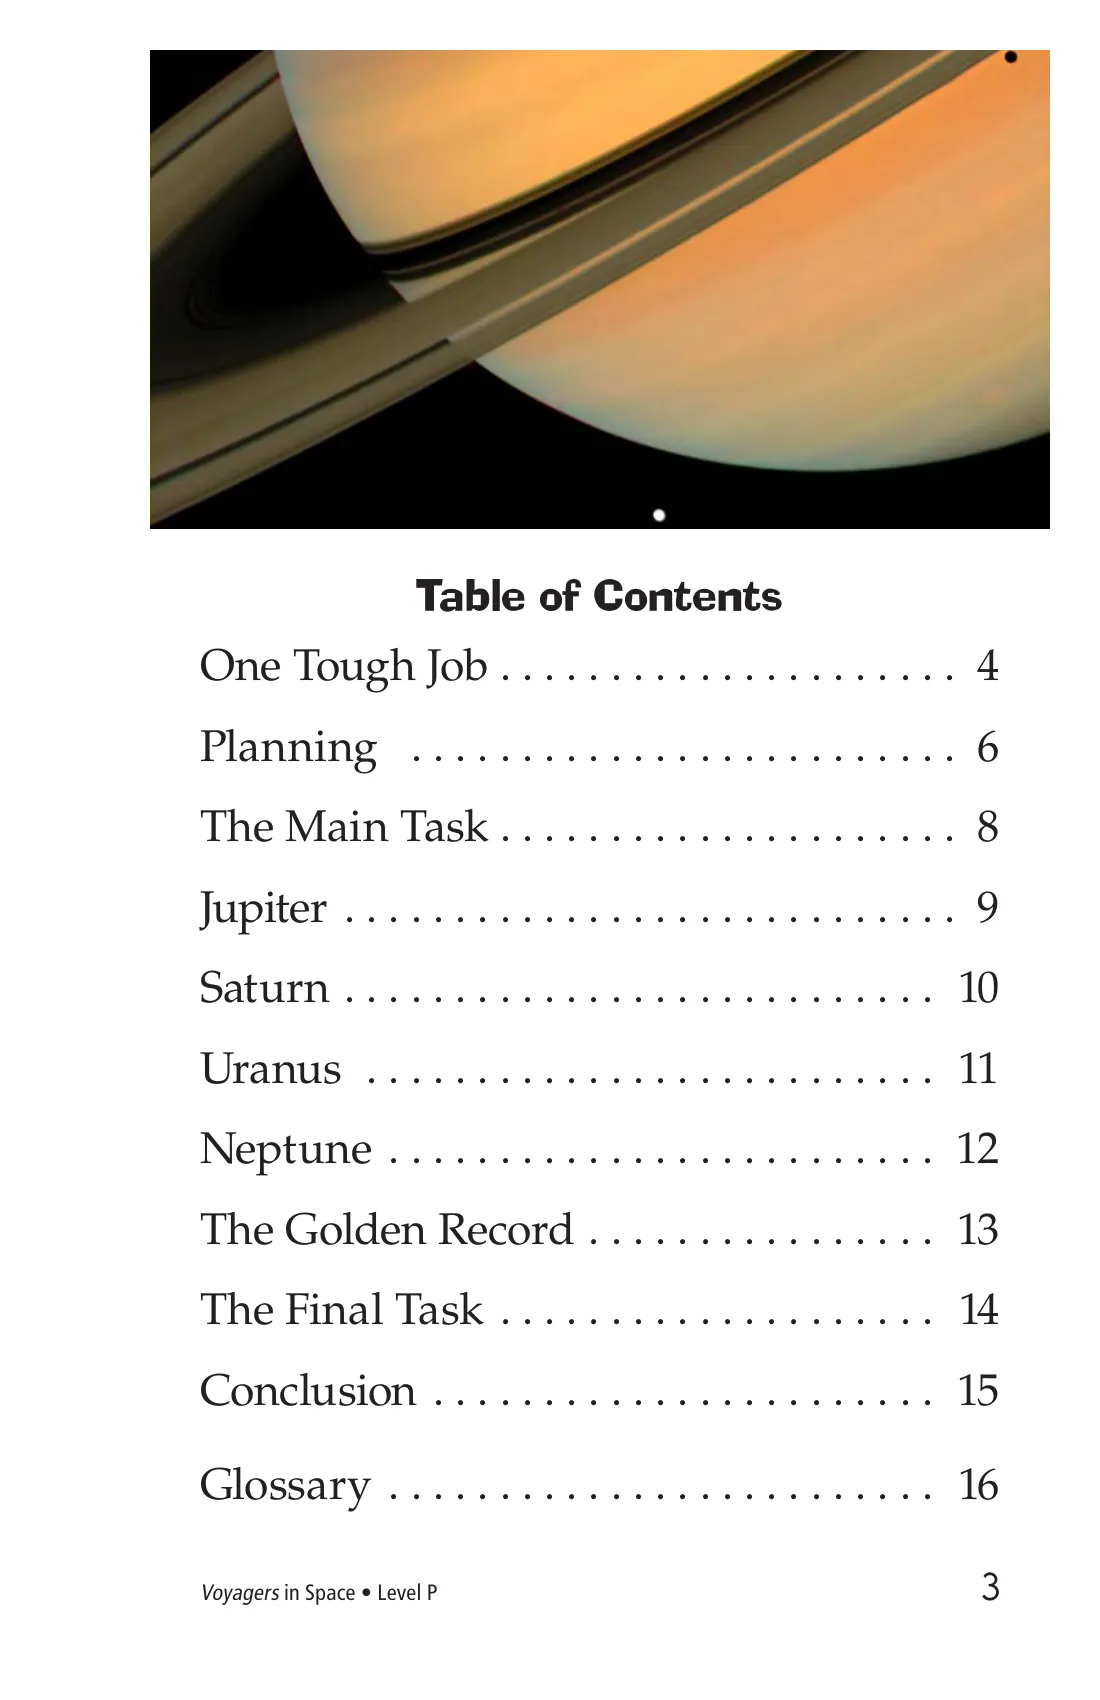 Table of Contents
One Tough Job . . . . . . . . . . . . . . . . . . . . . 4
Planning . . . . . . . . . . . . . . . . . . . . . . . . . 6
The Main Task . . . . . . . . . . . . . . . . . . . . . 8
Jupiter . . . . . . . . . . . . . . . . . . . . . . . . . . . . 9
Saturn . . . . . . . . . . . . . . . . . . . . . . . . . . . 10
Uranus . . . . . . . . . . . . . . . . . . . . . . . . . . 11
Neptune . . . . . . . . . . . . . . . . . . . . . . . . . 12
The Golden Record . . . . . . . . . . . . . . . . 13
The Final Task . . . . . . . . . . . . . . . . . . . . 14
Conclusion . . . . . . . . . . . . . . . . . . . . . . . 15
Glossary . . . . . . . . . . . . . . . . . . . . . . . . . 16
Voyagers in Space • Level P 3